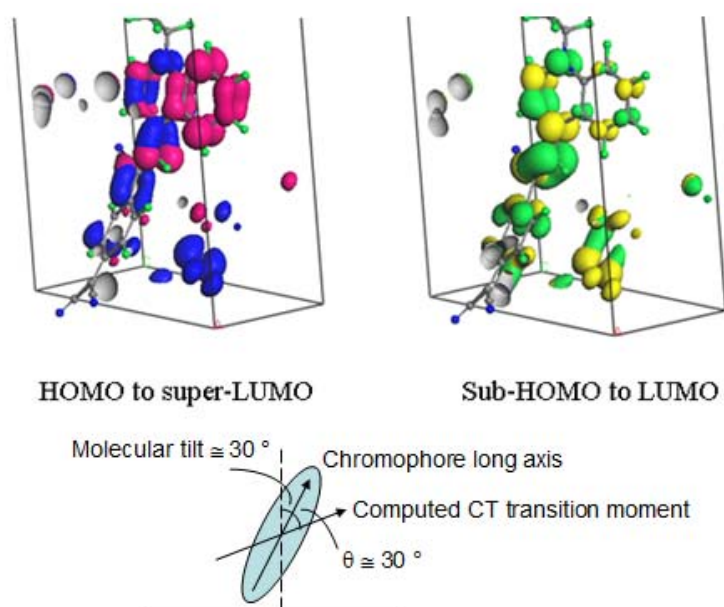 HOMO to super-LUMO
Sub-HOMO to LUMO
Molecular tilt ≅ 30 °
Chromophore long axis
Computed CT transition moment
θ ≅ 30 °